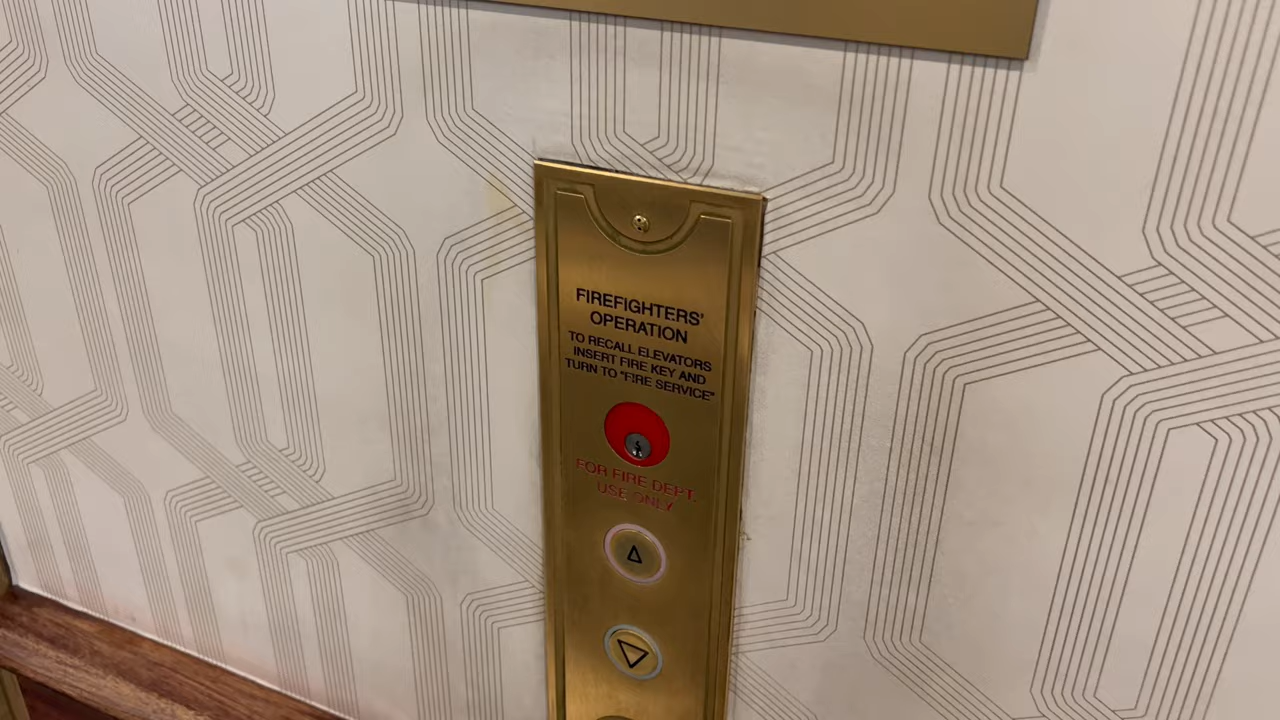 FIREFIGHTERS'
OPERATION
TO RECALL ELEVATORS
INSERT FIRE KEY AND
TURN TO "FIRE SERVICE"
FOR FIRE DEPT.
USE ONLY